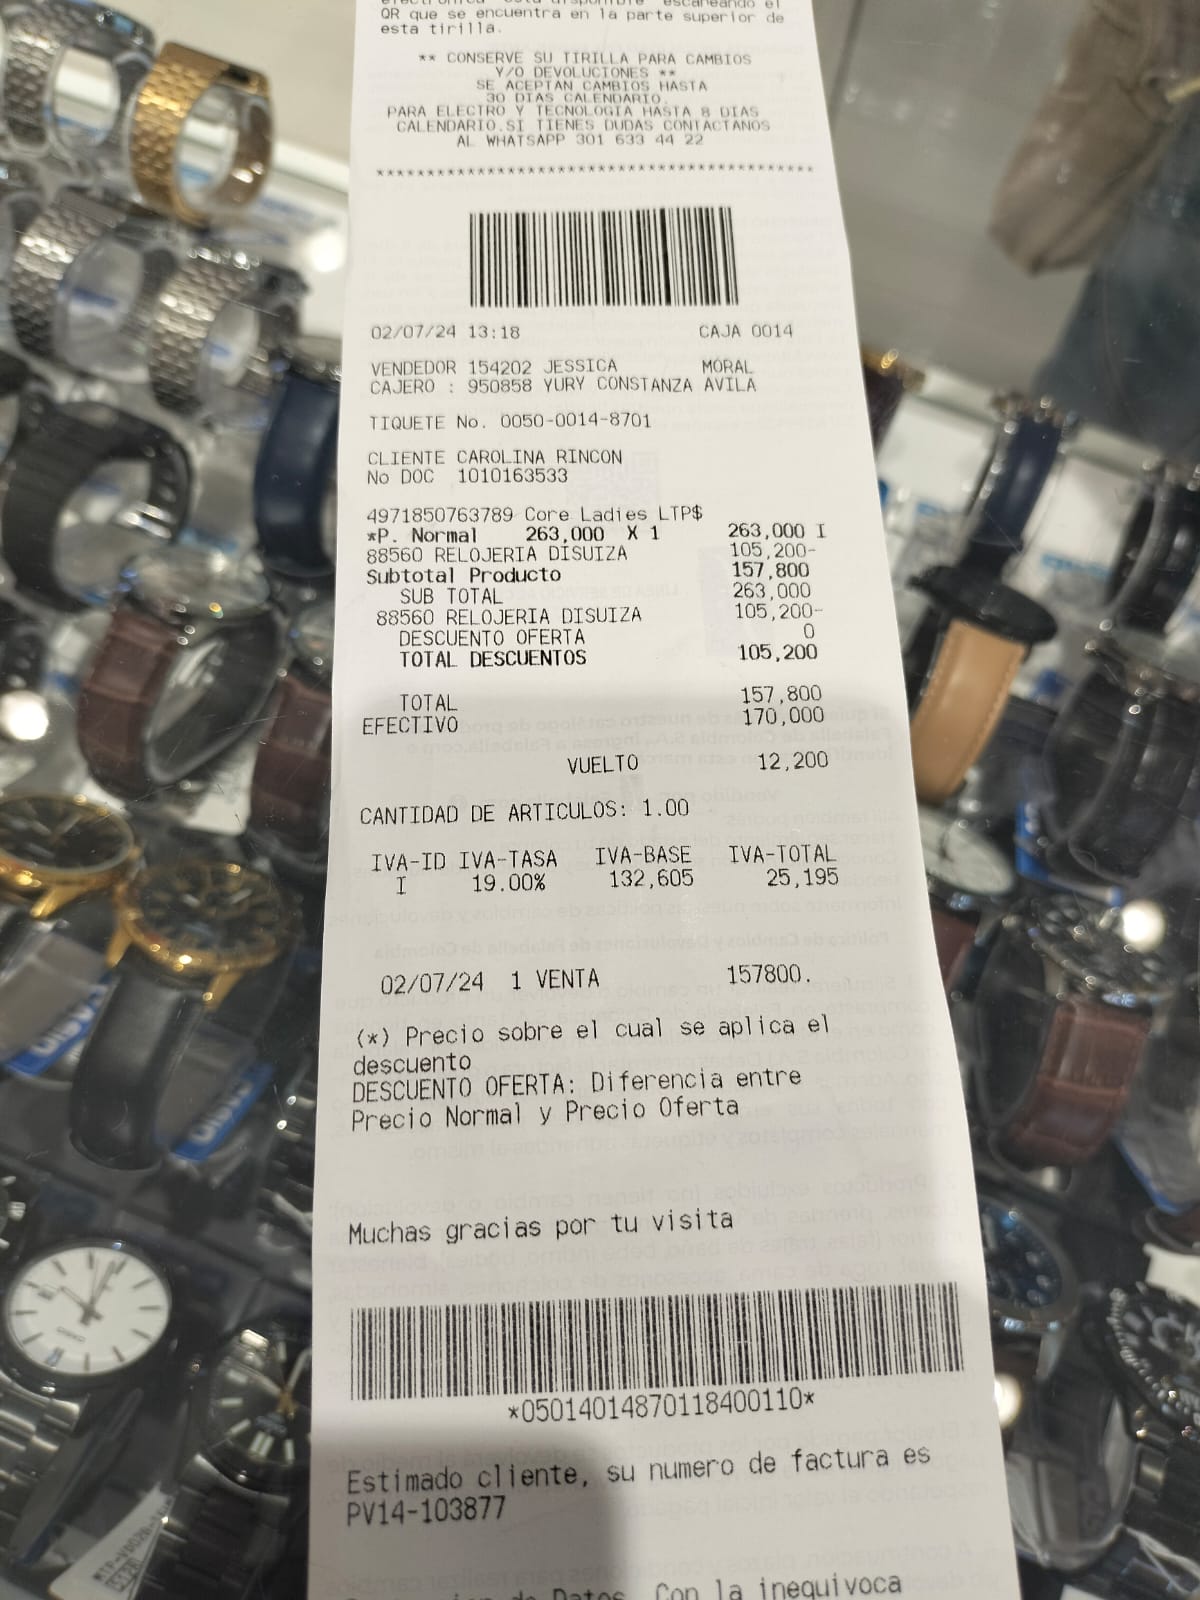 QR que se encuentra en la parte superior de
esta tirilla.
** CONSERVE SU TIRILLA PARA CAMBIOS
Y/O DEVOLUCIONES **
SE ACEPTAN CAMBIOS HASTA
30 DIAS CALENDARIO.
PARA ELECTRO Y TECNOLOGIA HASTA 8 DIAS
CALENDARIO.SI TIENES DUDAS CONTACTANOS
AL WHATSAPP 301 633 44 22
02/07/24 13:18 CAJA 0014
VENDEDOR 154202 JESSICA MORAL
CAJERO : 950858 YURY CONSTANZA AVILA
TIQUETE No. 0050-0014-8701
CLIENTE CAROLINA RINCON
No DOC 1010163533
4971850763789 Core Ladies LTP$
*P. Normal 263,000 X 1 263,000 I
88560 RELOJERIA DISUIZA 105,200-
Subtotal Producto 157,800
SUB TOTAL 263,000
88560 RELOJERIA DISUIZA 105,200-
DESCUENTO OFERTA 0
TOTAL DESCUENTOS 105,200
TOTAL 157,800
EFECTIVO 170,000
VUELTO 12,200
CANTIDAD DE ARTICULOS: 1.00
IVA-ID IVA-TASA IVA-BASE IVA-TOTAL
I 19.00% 132,605 25,195
02/07/24 1 VENTA 157800.
(*) Precio sobre el cual se aplica el
descuento
DESCUENTO OFERTA: Diferencia entre
Precio Normal y Precio Oferta
Muchas gracias por tu visita
*05014014870118400110*
Estimado cliente, su numero de factura es
PV14-103877
de Datos. Con la inequivoca
CASIO
CASIO